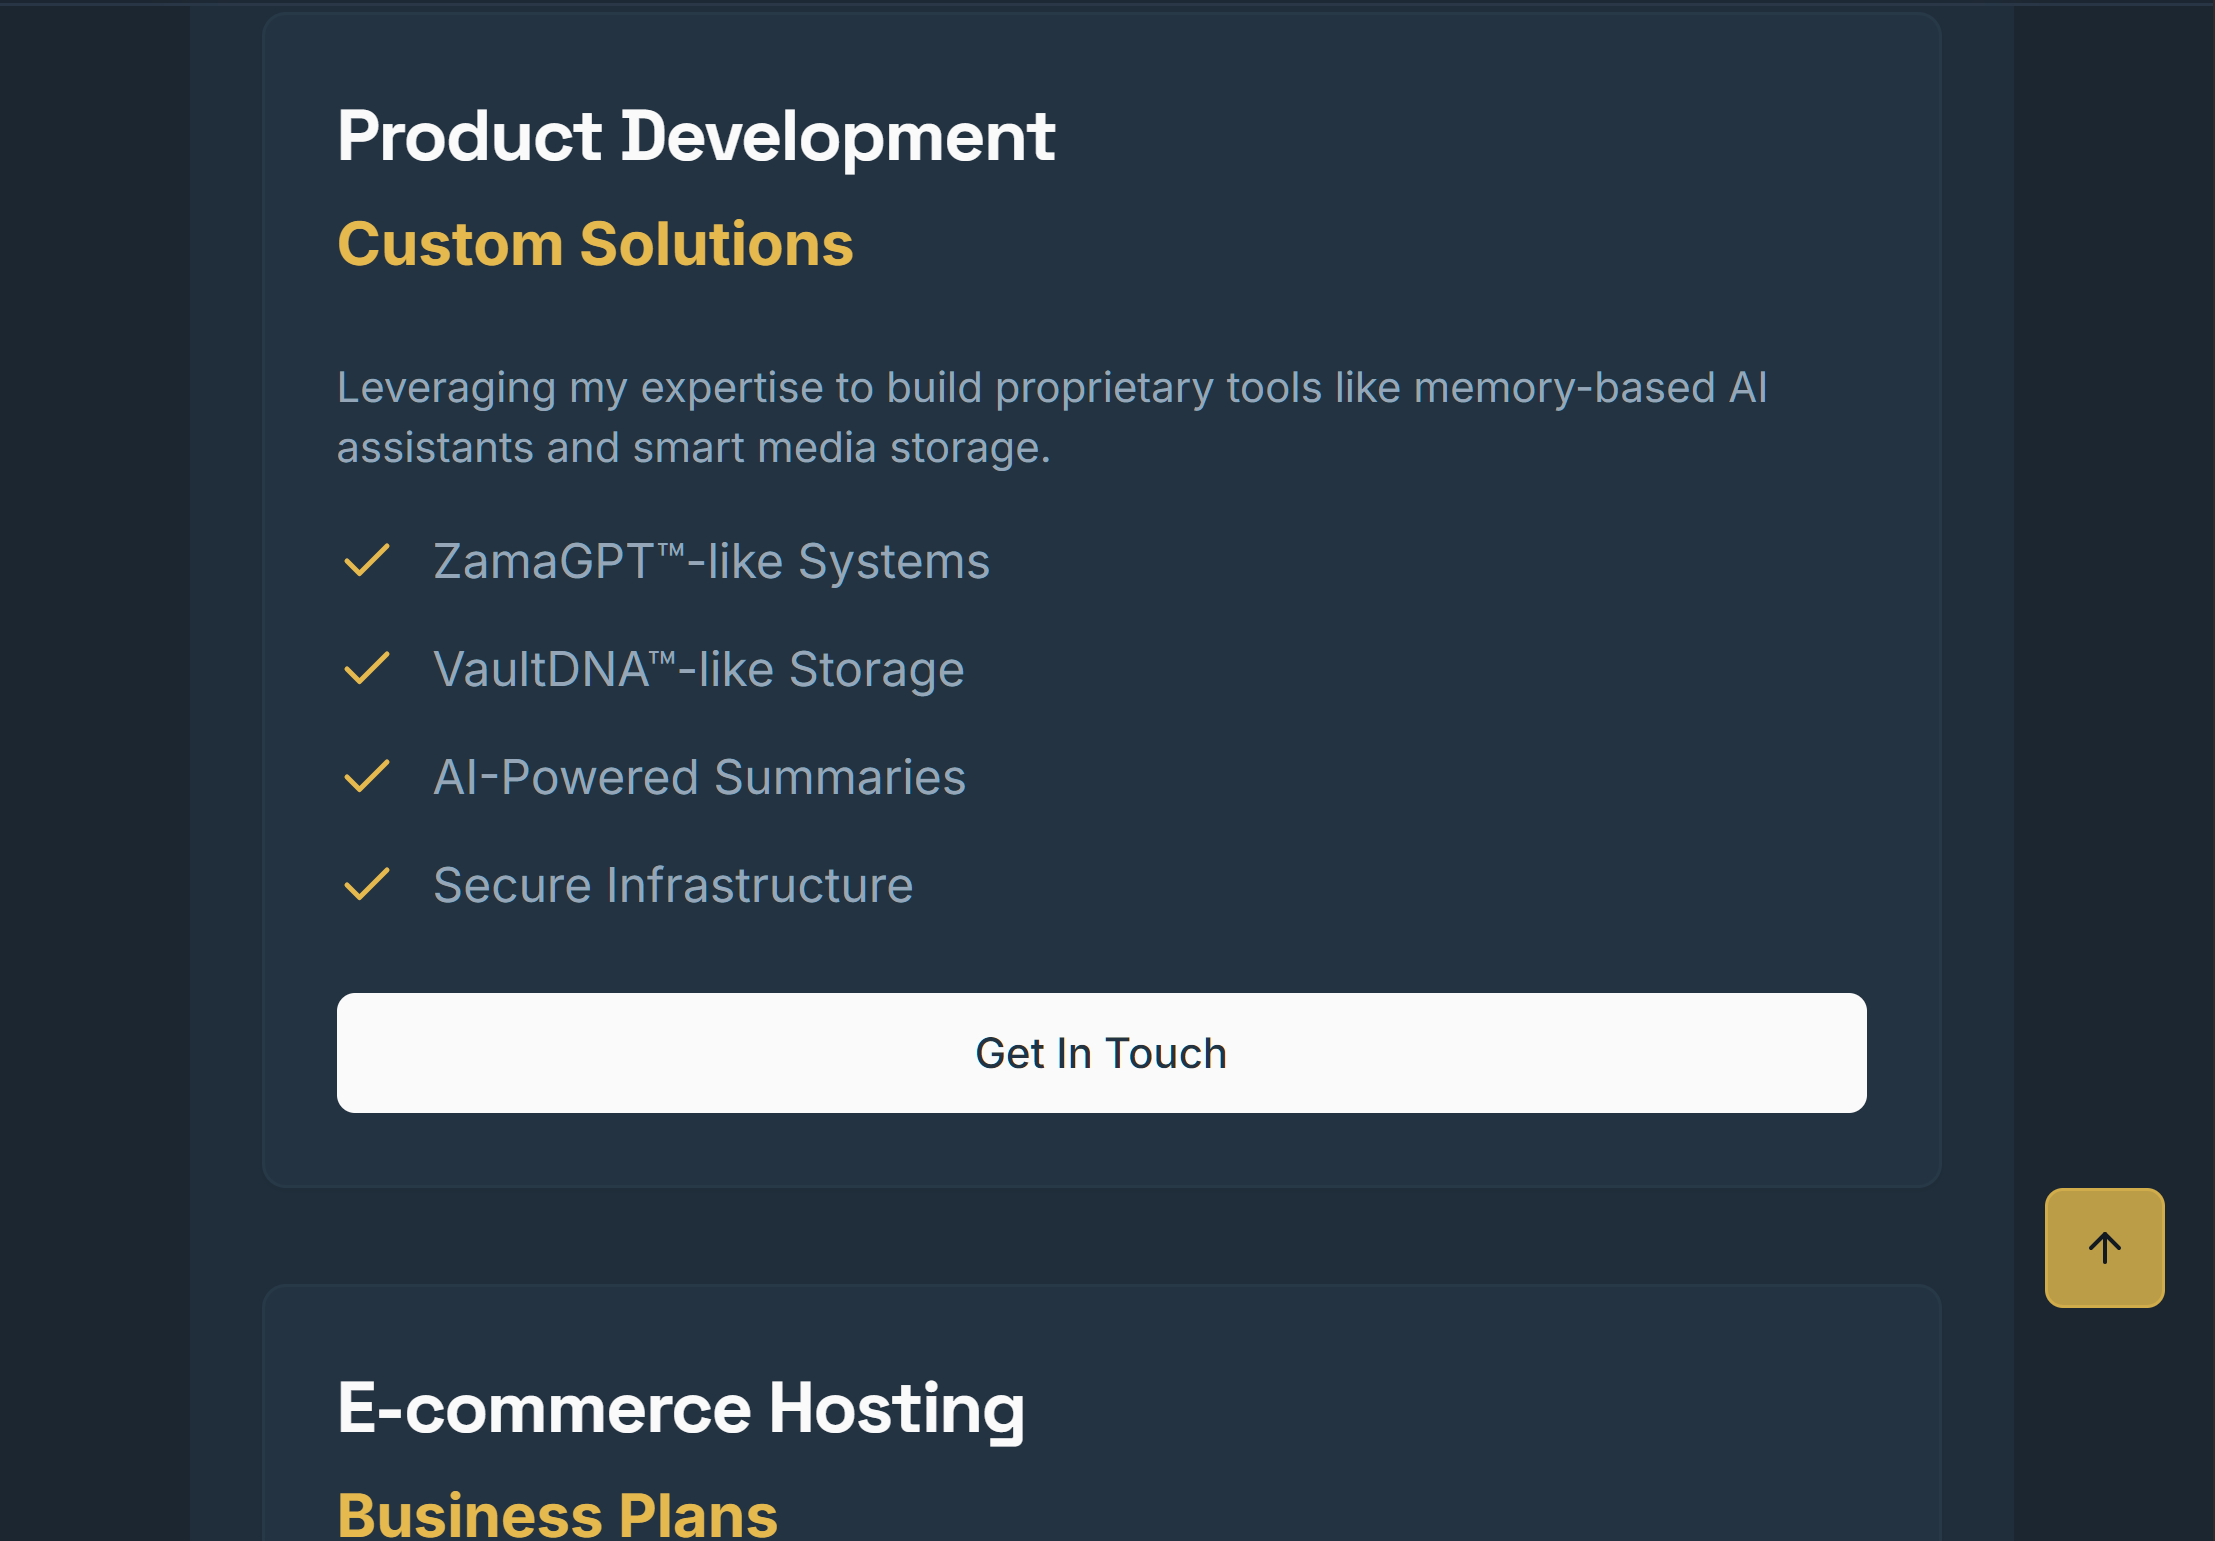 Product Development
Custom Solutions
Leveraging my expertise to build proprietary tools like memory-based AI
assistants and smart media storage.
ZamaGPT™-like Systems
VaultDNA™-like Storage
AI-Powered Summaries
Secure Infrastructure
Get In Touch
E-commerce Hosting
Business Plans